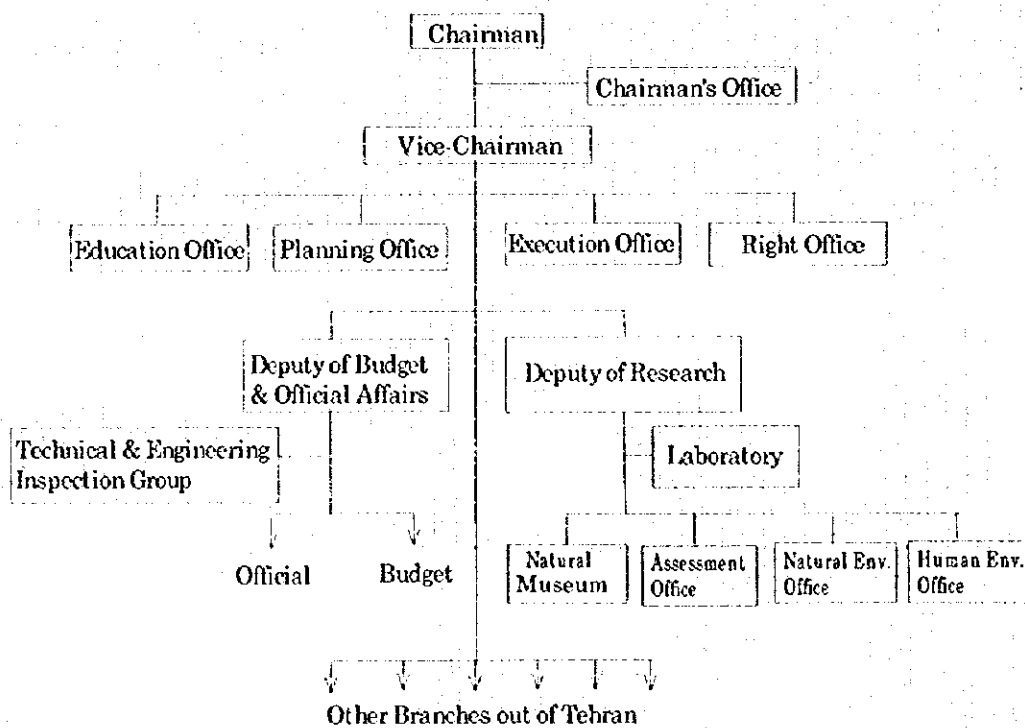 Chairman
Chairman's Office
Vice-Chairman
Education Office
Planning Office
Execution Office
Right Office
Deputy of Budget
& Official Affairs
Deputy of Research
Technical & Engineering
Inspection Group
Laboratory
Official
Budget
Natural
Museum
Assessment
Office
Natural Env.
Office
Human Env.
Office
Other Branches out of Tehran